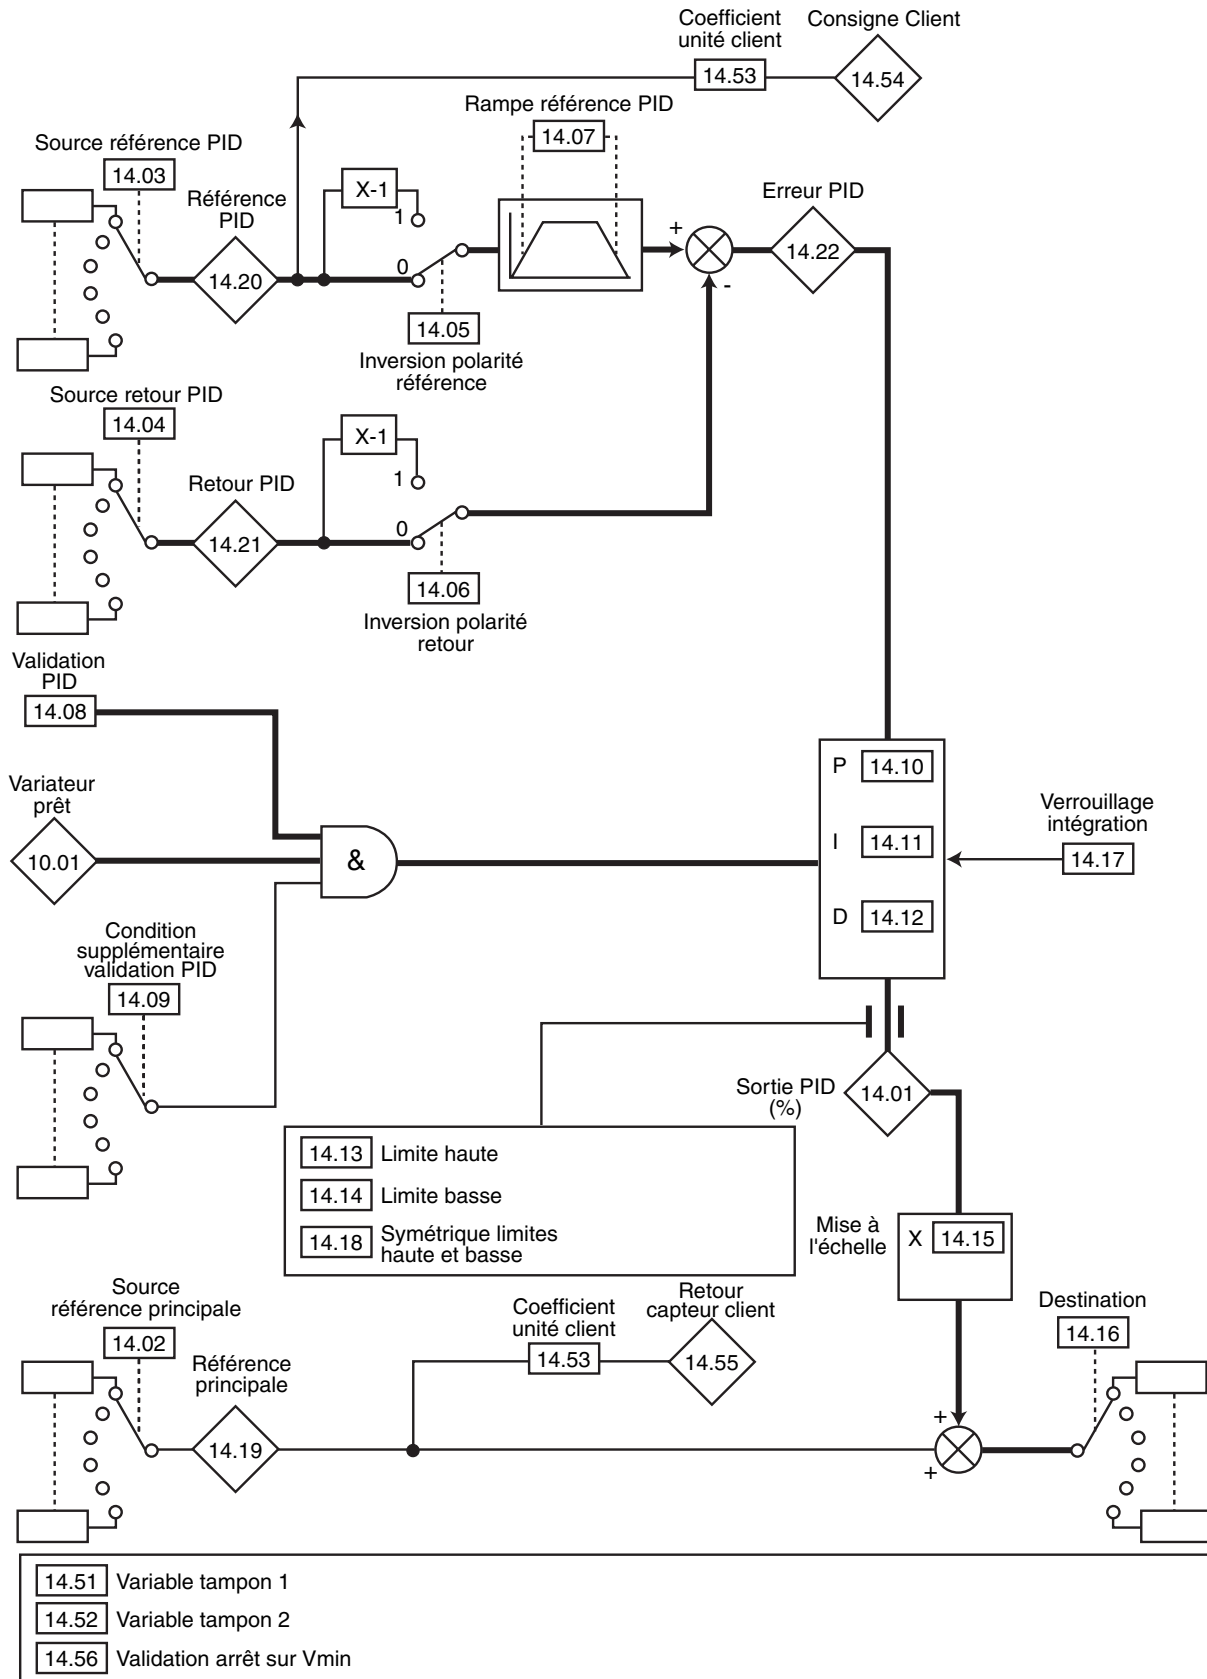 Coefficient
unité client
14.53
Consigne Client
14.54
Rampe référence PID
14.07
Source référence PID
14.03
Référence
PID
14.20
X-1
1
0
14.05
Inversion polarité
référence
+
-
Erreur PID
14.22
Source retour PID
14.04
Retour PID
14.21
X-1
1
0
14.06
Inversion polarité
retour
Validation
PID
14.08
Variateur
prêt
10.01
&
P 14.10
I 14.11
D 14.12
Verrouillage
intégration
14.17
Condition
supplémentaire
validation PID
14.09
Sortie PID
(%)
14.01
14.13 Limite haute
14.14 Limite basse
14.18 Symétrique limites
haute et basse
Mise à
l'échelle
X 14.15
Source
référence principale
14.02
Référence
principale
14.19
Coefficient
unité client
14.53
Retour
capteur client
14.55
+
+
Destination
14.16
14.51 Variable tampon 1
14.52 Variable tampon 2
14.56 Validation arrêt sur Vmin